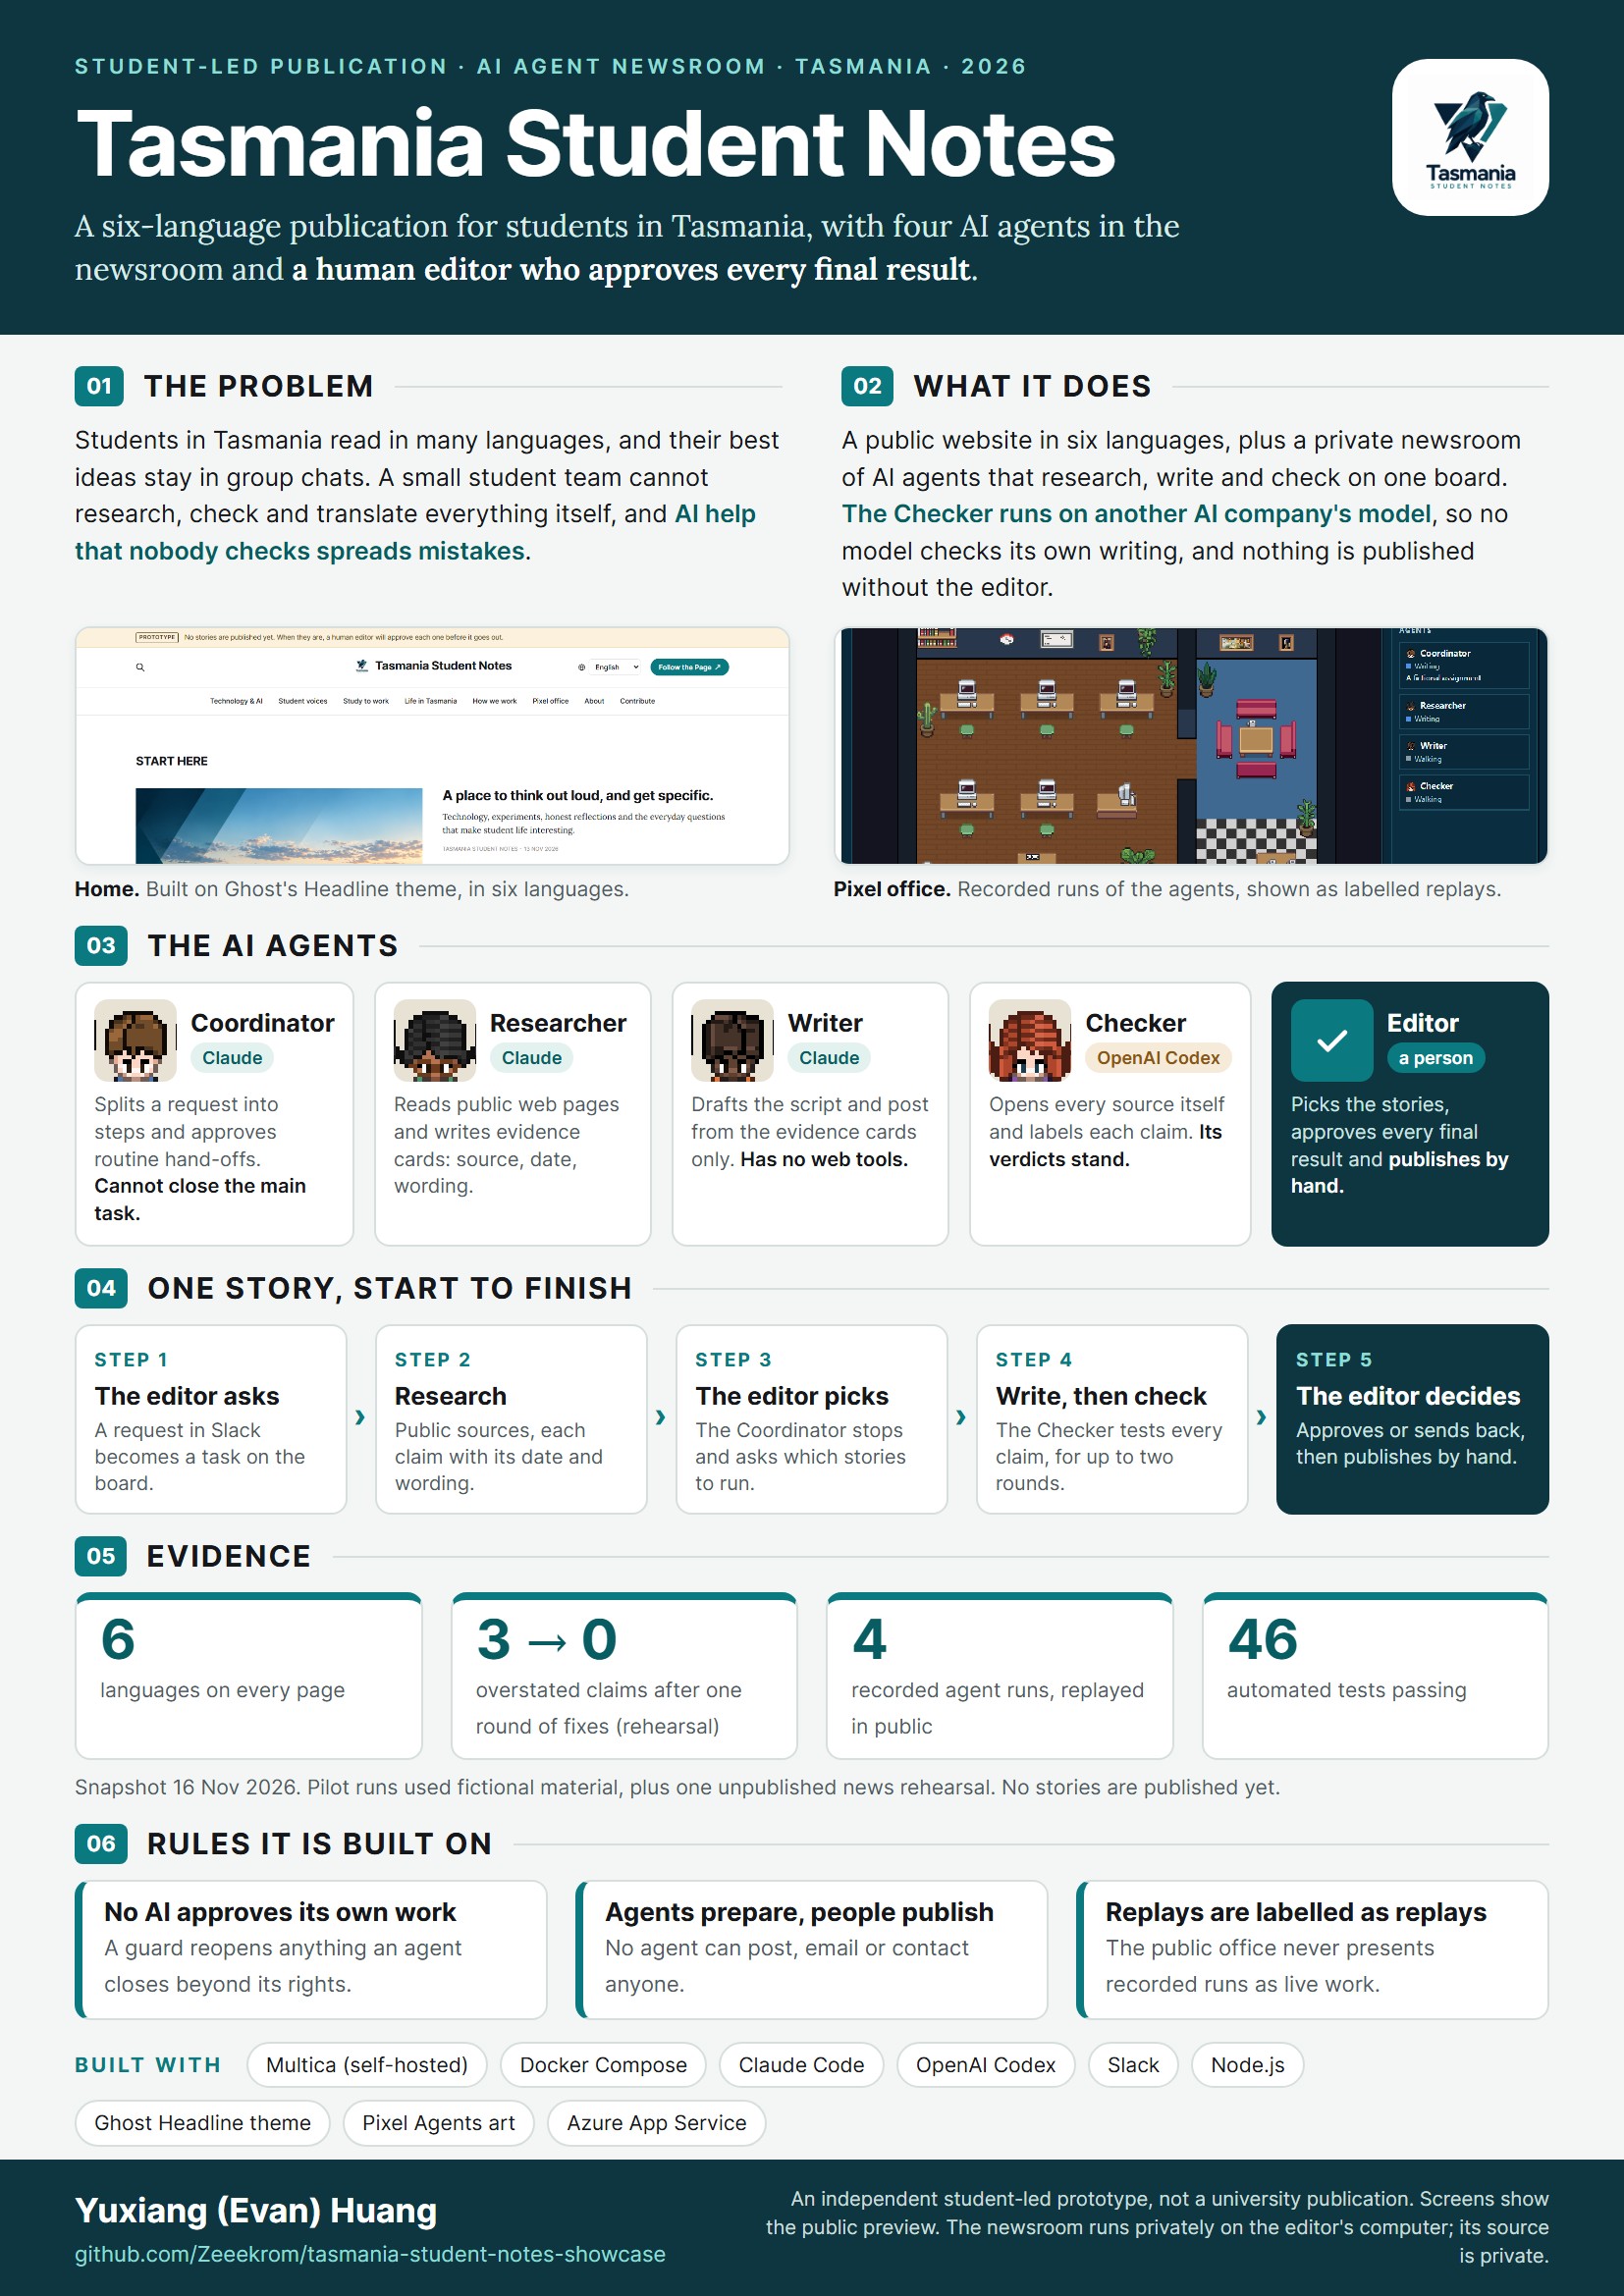 STUDENT-LED PUBLICATION · AI AGENT NEWSROOM · TASMANIA · 2026
Tasmania Student Notes
A six-language publication for students in Tasmania, with four AI agents in the
newsroom and a human editor who approves every final result.
Tasmania
STUDENT NOTES
01 THE PROBLEM
Students in Tasmania read in many languages, and their best
ideas stay in group chats. A small student team cannot
research, check and translate everything itself, and AI help
that nobody checks spreads mistakes.
02 WHAT IT DOES
A public website in six languages, plus a private newsroom
of AI agents that research, write and check on one board.
The Checker runs on another AI company's model, so no
model checks its own writing, and nothing is published
without the editor.
PROTOTYPE No stories are published yet. When they are, a human editor will approve each one before it goes out.
Tasmania Student Notes
English
Follow the Page ↗
Technology & AI Student voices Study to work Life in Tasmania How we work Pixel office About Contribute
START HERE
A place to think out loud, and get specific.
Technology, experiments, honest reflections and the everyday questions
that make student life interesting.
TASMANIA STUDENT NOTES · 13 NOV 2026
Home. Built on Ghost's Headline theme, in six languages.
AGENTS
Coordinator
Writing
A fictional assignment
Researcher
Writing
Writer
Walking
Checker
Walking
Pixel office. Recorded runs of the agents, shown as labelled replays.
03 THE AI AGENTS
Coordinator
Claude
Splits a request into
steps and approves
routine hand-offs.
Cannot close the main
task.
Researcher
Claude
Reads public web pages
and writes evidence
cards: source, date,
wording.
Writer
Claude
Drafts the script and post
from the evidence cards
only. Has no web tools.
Checker
OpenAI Codex
Opens every source itself
and labels each claim. Its
verdicts stand.
Editor
a person
Picks the stories,
approves every final
result and publishes by
hand.
04 ONE STORY, START TO FINISH
STEP 1
The editor asks
A request in Slack
becomes a task on the
board.
›
STEP 2
Research
Public sources, each
claim with its date and
wording.
›
STEP 3
The editor picks
The Coordinator stops
and asks which stories
to run.
›
STEP 4
Write, then check
The Checker tests every
claim, for up to two
rounds.
›
STEP 5
The editor decides
Approves or sends back,
then publishes by hand.
05 EVIDENCE
6
languages on every page
3 → 0
overstated claims after one
round of fixes (rehearsal)
4
recorded agent runs, replayed
in public
46
automated tests passing
Snapshot 16 Nov 2026. Pilot runs used fictional material, plus one unpublished news rehearsal. No stories are published yet.
06 RULES IT IS BUILT ON
No AI approves its own work
A guard reopens anything an agent
closes beyond its rights.
Agents prepare, people publish
No agent can post, email or contact
anyone.
Replays are labelled as replays
The public office never presents
recorded runs as live work.
BUILT WITH Multica (self-hosted) Docker Compose Claude Code OpenAI Codex Slack Node.js
Ghost Headline theme Pixel Agents art Azure App Service
Yuxiang (Evan) Huang
github.com/Zeeekrom/tasmania-student-notes-showcase
An independent student-led prototype, not a university publication. Screens show
the public preview. The newsroom runs privately on the editor's computer; its source
is private.